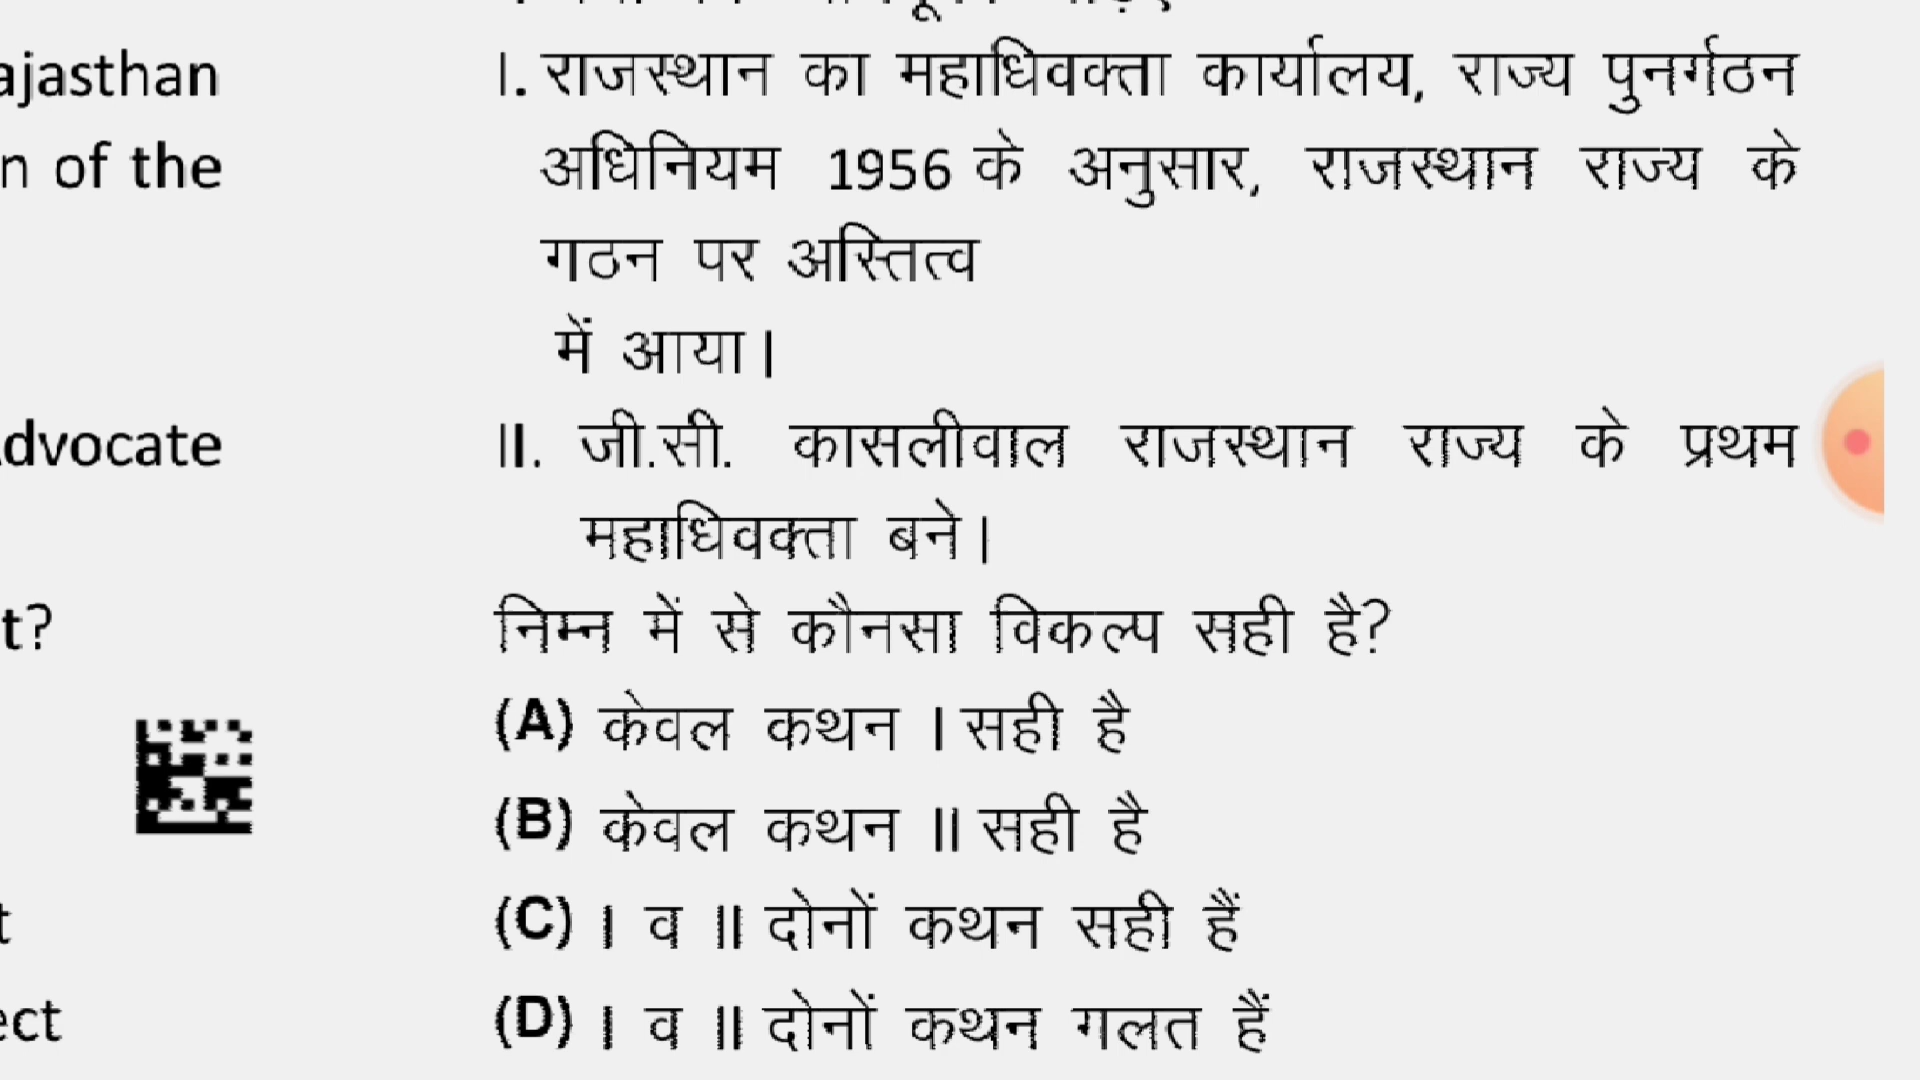 ajasthan
n of the
dvocate
t?
t
ect
I. राजस्थान का महाधिवक्ता कार्यालय, राज्य पुनर्गठन
अधिनियम 1956 के अनुसार, राजस्थान राज्य के
गठन पर अस्तित्व
में आया।
II. जी.सी. कासलीवाल राजस्थान राज्य के प्रथम
महाधिवक्ता बने।
निम्न में से कौनसा विकल्प सही है?
(A) केवल कथन I सही है
(B) केवल कथन II सही है
(C) I व II दोनों कथन सही हैं
(D) I व II दोनों कथन गलत हैं